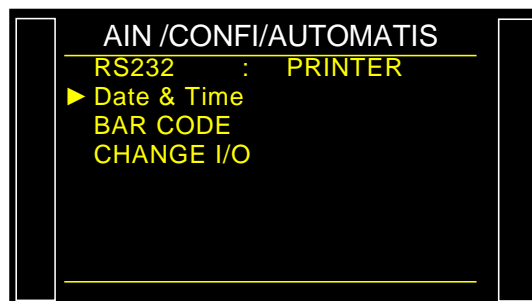 AIN /CONFI/AUTOMATIS
RS232 : PRINTER
► Date & Time
BAR CODE
CHANGE I/O